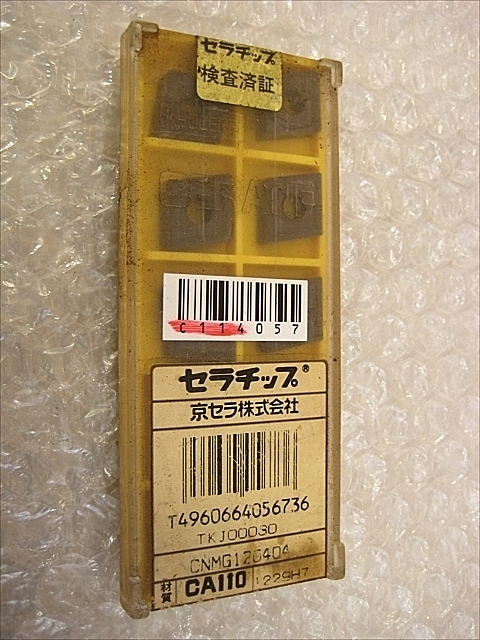 セラチップ
検査済証
C114057
セラチップ®
京セラ株式会社
T4960664056736
TKJ00030
CNMG120404
材質 CA110 1229H7